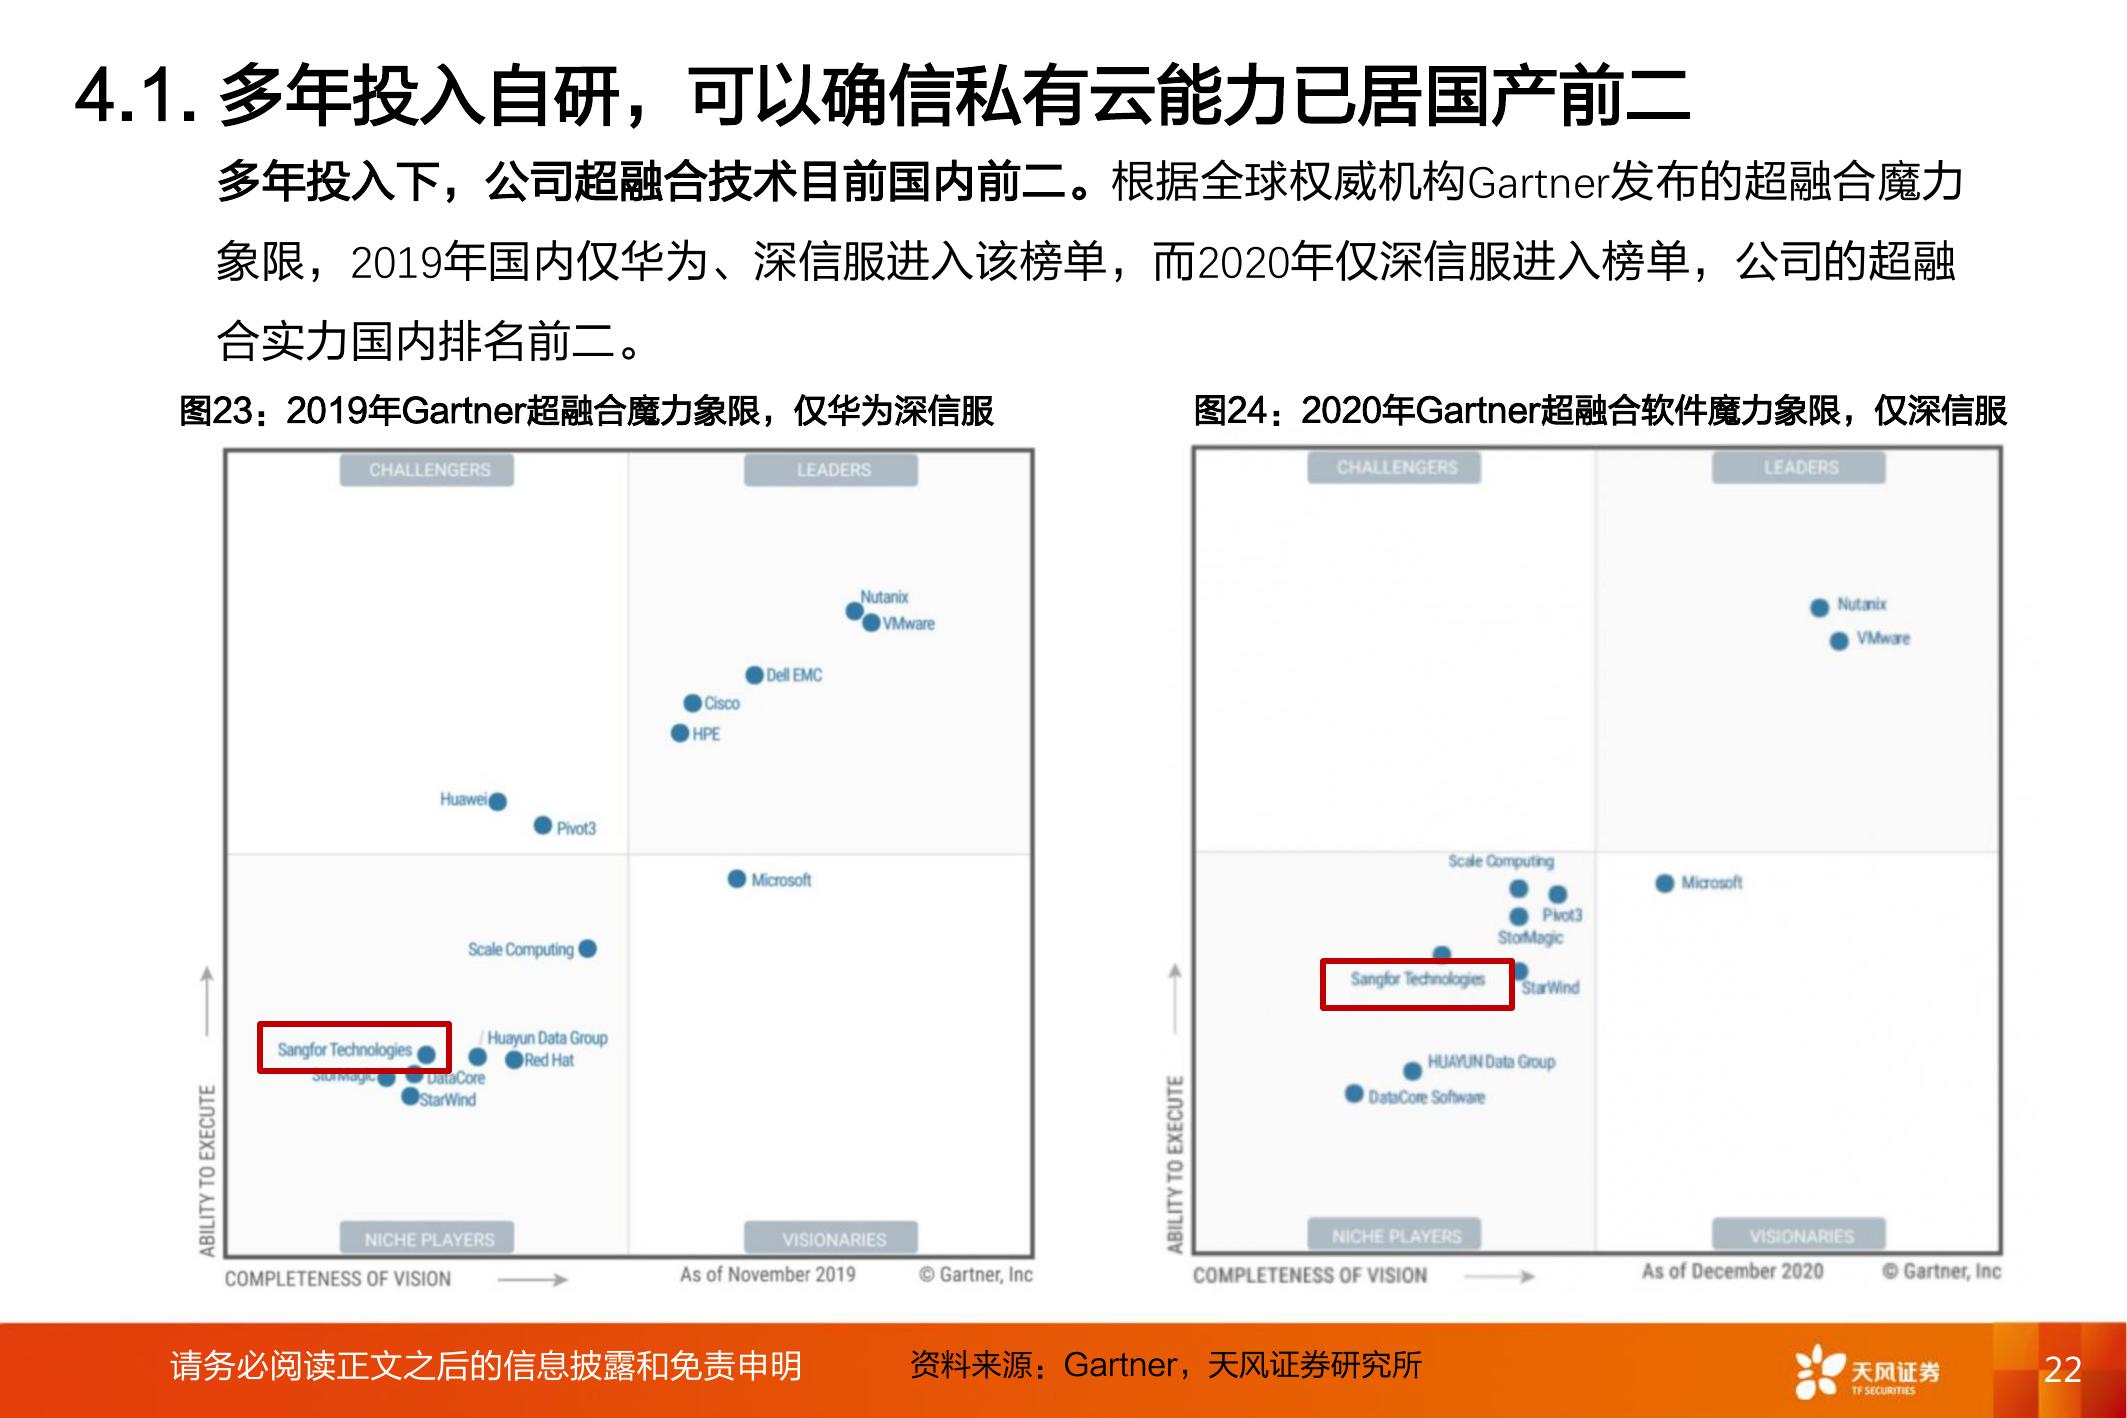 4.1. 多年投入自研，可以确信私有云能力已居国产前二
多年投入下，公司超融合技术目前国内前二。根据全球权威机构Gartner发布的超融合魔力
象限，2019年国内仅华为、深信服进入该榜单，而2020年仅深信服进入榜单，公司的超融
合实力国内排名前二。
图23：2019年Gartner超融合魔力象限，仅华为深信服
CHALLENGERS
LEADERS
Nutanix
VMware
Dell EMC
Cisco
HPE
Huawei
Pivot3
Microsoft
Scale Computing
Huayun Data Group
Sangfor Technologies
Red Hat
StorMagic
DataCore
StarWind
ABILITY TO EXECUTE
NICHE PLAYERS
VISIONARIES
COMPLETENESS OF VISION
As of November 2019
© Gartner, Inc
图24：2020年Gartner超融合软件魔力象限，仅深信服
CHALLENGERS
LEADERS
Nutanix
VMware
Scale Computing
Microsoft
Pivot3
StorMagic
Sangfor Technologies
StarWind
HUAYUN Data Group
DataCore Software
ABILITY TO EXECUTE
NICHE PLAYERS
VISIONARIES
COMPLETENESS OF VISION
As of December 2020
© Gartner, Inc
请务必阅读正文之后的信息披露和免责申明
资料来源：Gartner，天风证券研究所
天风证券
TF SECURITIES
22